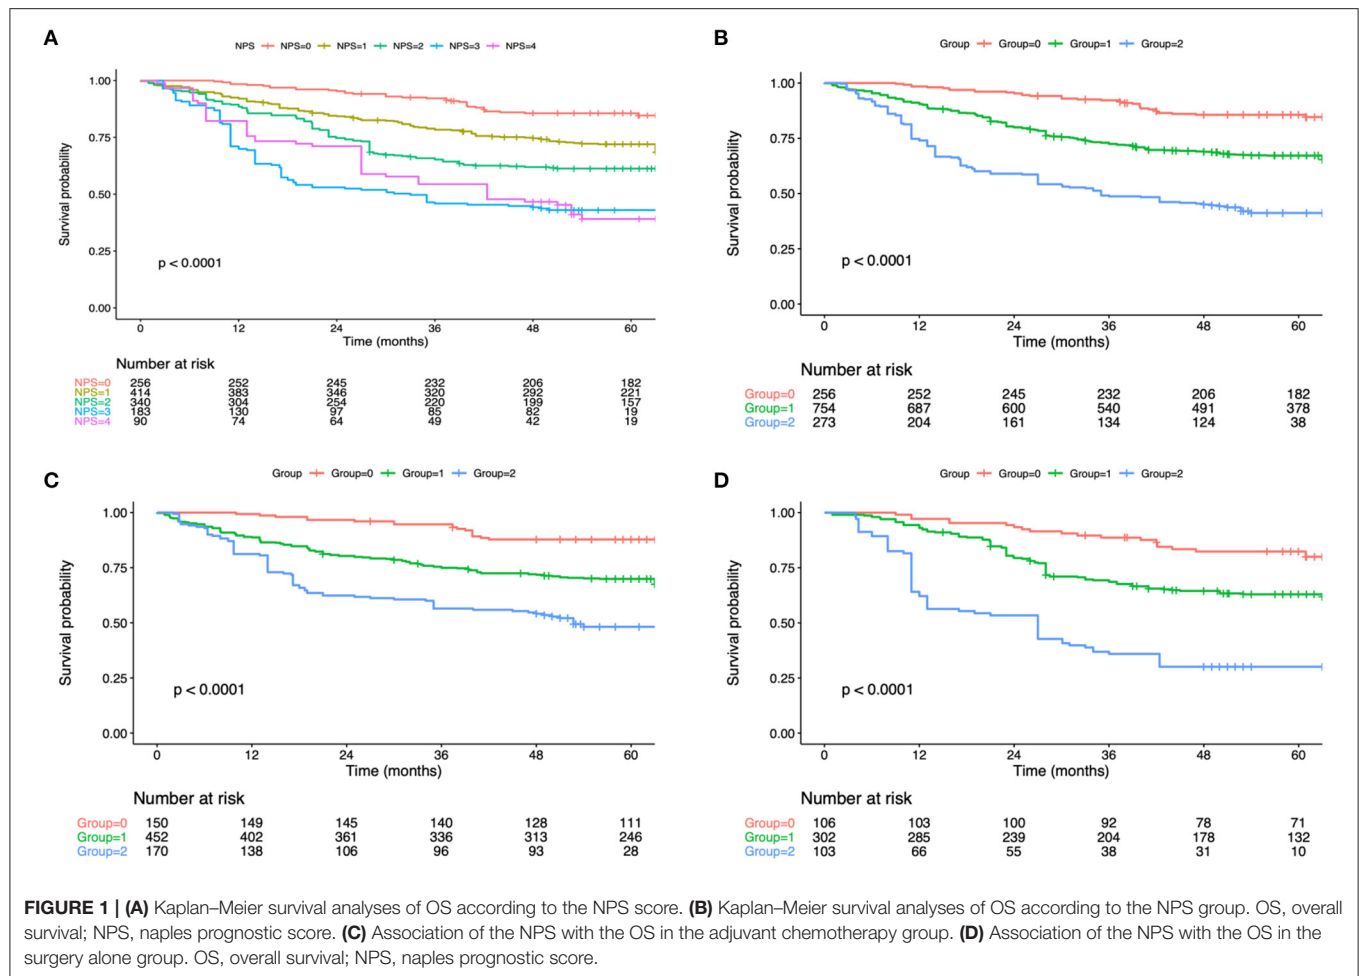 A
NPS NPS=0 NPS=1 NPS=2 NPS=3 NPS=4
1.00
0.75
0.50
0.25
0.00
Survival probability
p < 0.0001
0 12 24 36 48 60
Time (months)
Number at risk
NPS=0 256 252 245 232 206 182
NPS=1 414 383 346 320 292 221
NPS=2 340 304 254 220 199 157
NPS=3 183 130 97 85 82 19
NPS=4 90 74 64 49 42 19
B
Group Group=0 Group=1 Group=2
1.00
0.75
0.50
0.25
0.00
Survival probability
p < 0.0001
0 12 24 36 48 60
Time (months)
Number at risk
Group=0 256 252 245 232 206 182
Group=1 754 687 600 540 491 378
Group=2 273 204 161 134 124 38
C
Group Group=0 Group=1 Group=2
1.00
0.75
0.50
0.25
0.00
Survival probability
p < 0.0001
0 12 24 36 48 60
Time (months)
Number at risk
Group=0 150 149 145 140 128 111
Group=1 452 402 361 336 313 246
Group=2 170 138 106 96 93 28
D
Group Group=0 Group=1 Group=2
1.00
0.75
0.50
0.25
0.00
Survival probability
p < 0.0001
0 12 24 36 48 60
Time (months)
Number at risk
Group=0 106 103 100 92 78 71
Group=1 302 285 239 204 178 132
Group=2 103 66 55 38 31 10
FIGURE 1 | (A) Kaplan–Meier survival analyses of OS according to the NPS score. (B) Kaplan–Meier survival analyses of OS according to the NPS group. OS, overall
survival; NPS, naples prognostic score. (C) Association of the NPS with the OS in the adjuvant chemotherapy group. (D) Association of the NPS with the OS in the
surgery alone group. OS, overall survival; NPS, naples prognostic score.